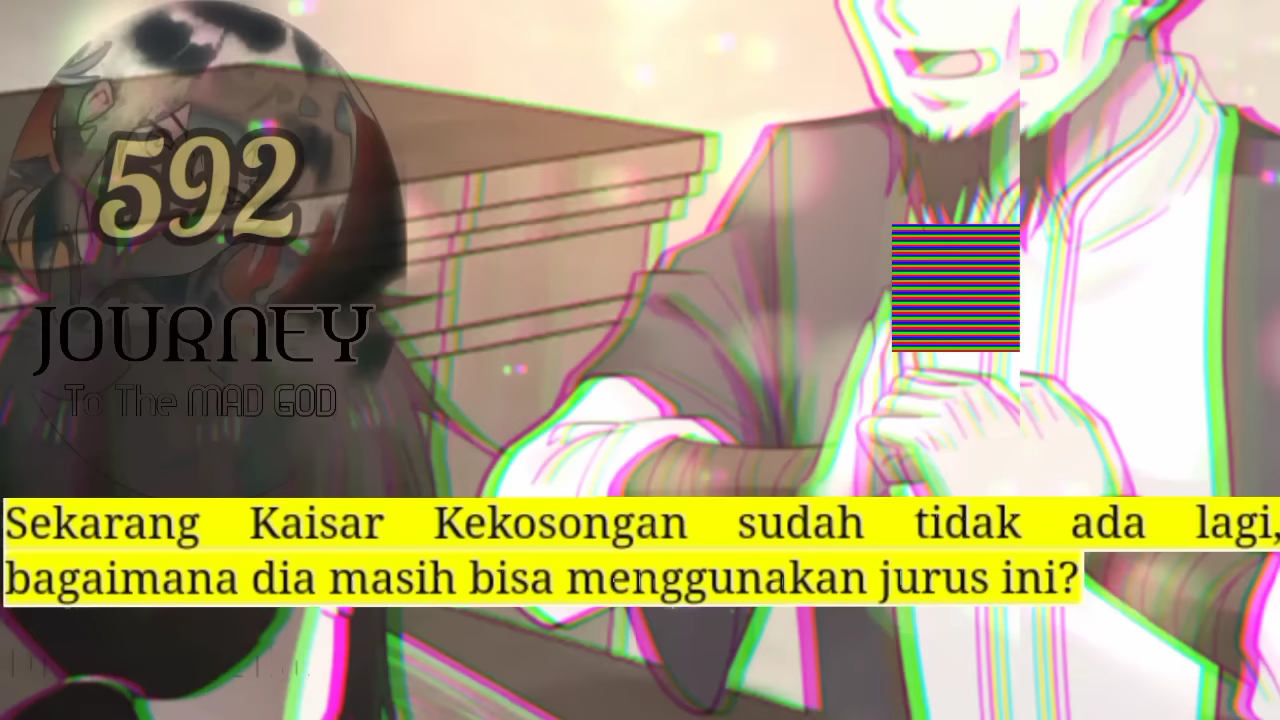 592
JOURNEY
To The MAD GOD
Sekarang Kaisar Kekosongan sudah tidak ada lagi,
bagaimana dia masih bisa menggunakan jurus ini?